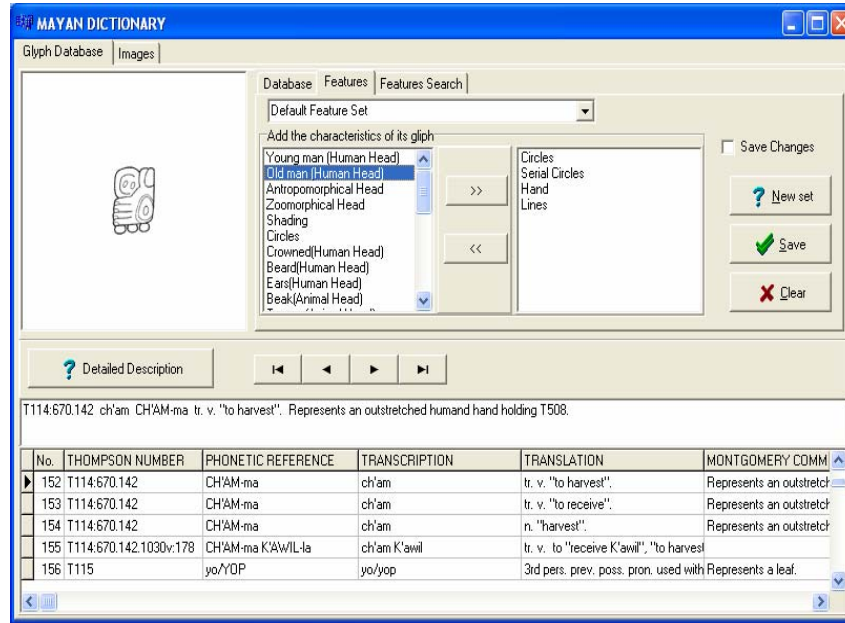 MAYAN DICTIONARY
Glyph Database Images
Database Features Features Search
Default Feature Set
Add the characteristics of its gliph
Young man (Human Head)
Old man (Human Head)
Antropomorphical Head
Zoomorphical Head
Shading
Circles
Crowned(Human Head)
Beard(Human Head)
Ears(Human Head)
Beak(Animal Head)
>>
<<
Circles
Serial Circles
Hand
Lines
Save Changes
? New set
Save
Clear
? Detailed Description
T114:670.142 ch'am CH'AM-ma tr. v. "to harvest". Represents an outstretched humand hand holding T508.
No. THOMPSON NUMBER PHONETIC REFERENCE TRANSCRIPTION TRANSLATION MONTGOMERY COMM
152 T114:670.142 CH'AM-ma ch'am tr. v. "to harvest". Represents an outstretch
153 T114:670.142 CH'AM-ma ch'am tr. v. "to receive". Represents an outstretch
154 T114:670.142 CH'AM-ma ch'am n. "harvest". Represents an outstretch
155 T114:670.142.1030v:178 CH'AM-ma K'AWIL-la ch'am K'awil tr. v. to "receive K'awil", "to harvest
156 T115 yo/YOP yo/yop 3rd pers. prev. poss. pron. used with Represents a leaf.